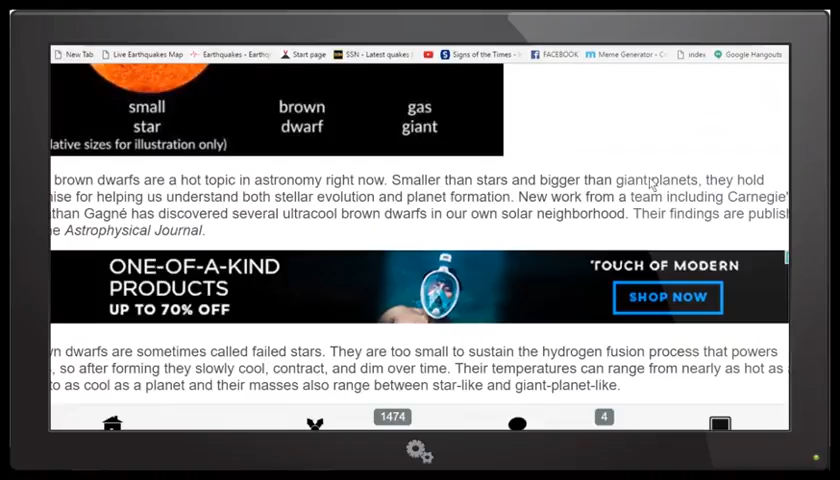 New Tab Live Earthquakes Map Earthquakes - Earthq Start page SSN - Latest quakes Signs of the Times - S FACEBOOK Meme Generator - C index Google Hangouts
small brown gas
star dwarf giant
lative sizes for illustration only)
brown dwarfs are a hot topic in astronomy right now. Smaller than stars and bigger than giant planets, they hold
nise for helping us understand both stellar evolution and planet formation. New work from a team including Carnegie'
than Gagné has discovered several ultracool brown dwarfs in our own solar neighborhood. Their findings are publish
e Astrophysical Journal.
ONE-OF-A-KIND
PRODUCTS
UP TO 70% OFF
TOUCH OF MODERN
SHOP NOW
vn dwarfs are sometimes called failed stars. They are too small to sustain the hydrogen fusion process that powers
, so after forming they slowly cool, contract, and dim over time. Their temperatures can range from nearly as hot as
to as cool as a planet and their masses also range between star-like and giant-planet-like.
1474 4